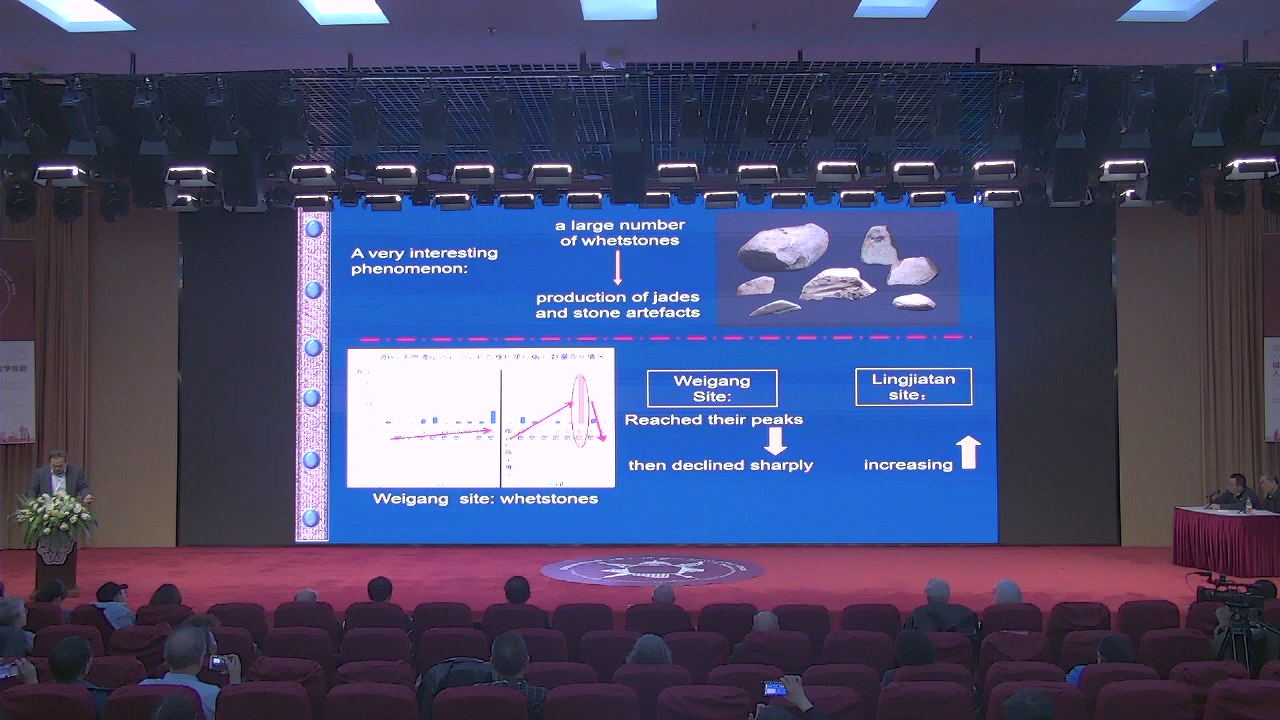 a large number
of whetstones
A very interesting
phenomenon:
production of jades
and stone artefacts
Weigang
Site:
Lingjiatan
site:
Reached their peaks
then declined sharply
increasing
Weigang site: whetstones